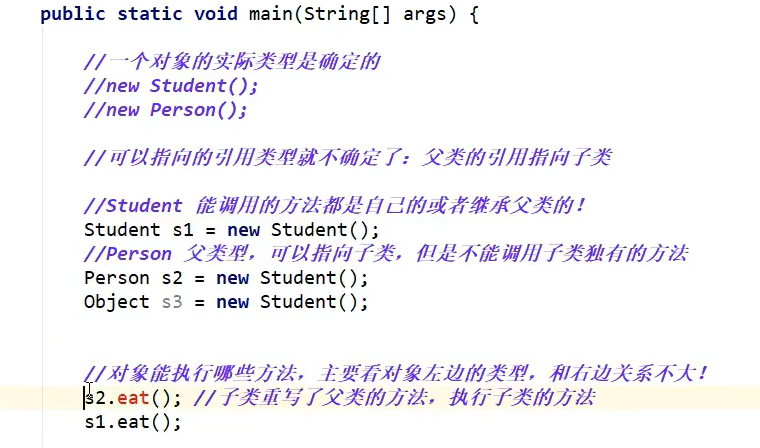 public static void main(String[] args) {
//一个对象的实际类型是确定的
//new Student();
//new Person();
//可以指向的引用类型就不确定了：父类的引用指向子类
//Student 能调用的方法都是自己的或者继承父类的！
Student s1 = new Student();
//Person 父类型，可以指向子类，但是不能调用子类独有的方法
Person s2 = new Student();
Object s3 = new Student();
//对象能执行哪些方法，主要看对象左边的类型，和右边关系不大！
s2.eat(); //子类重写了父类的方法，执行子类的方法
s1.eat();